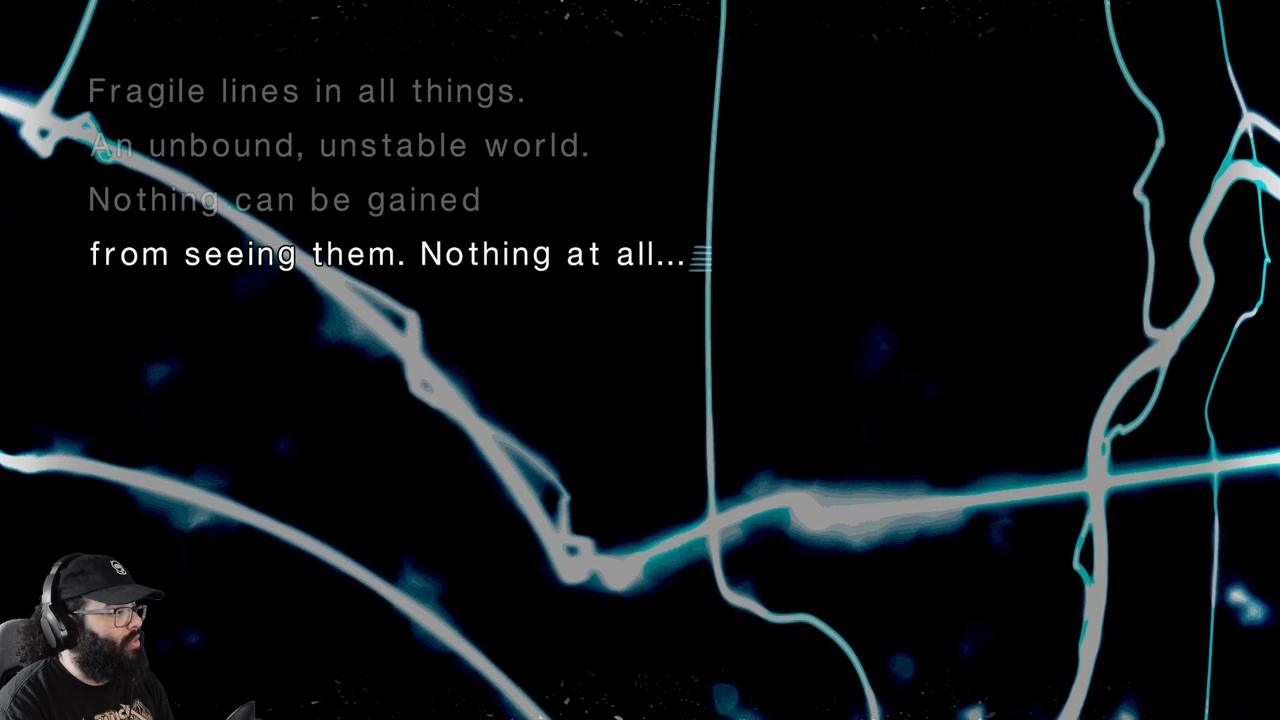 Fragile lines in all things.
An unbound, unstable world.
Nothing can be gained
from seeing them. Nothing at all...